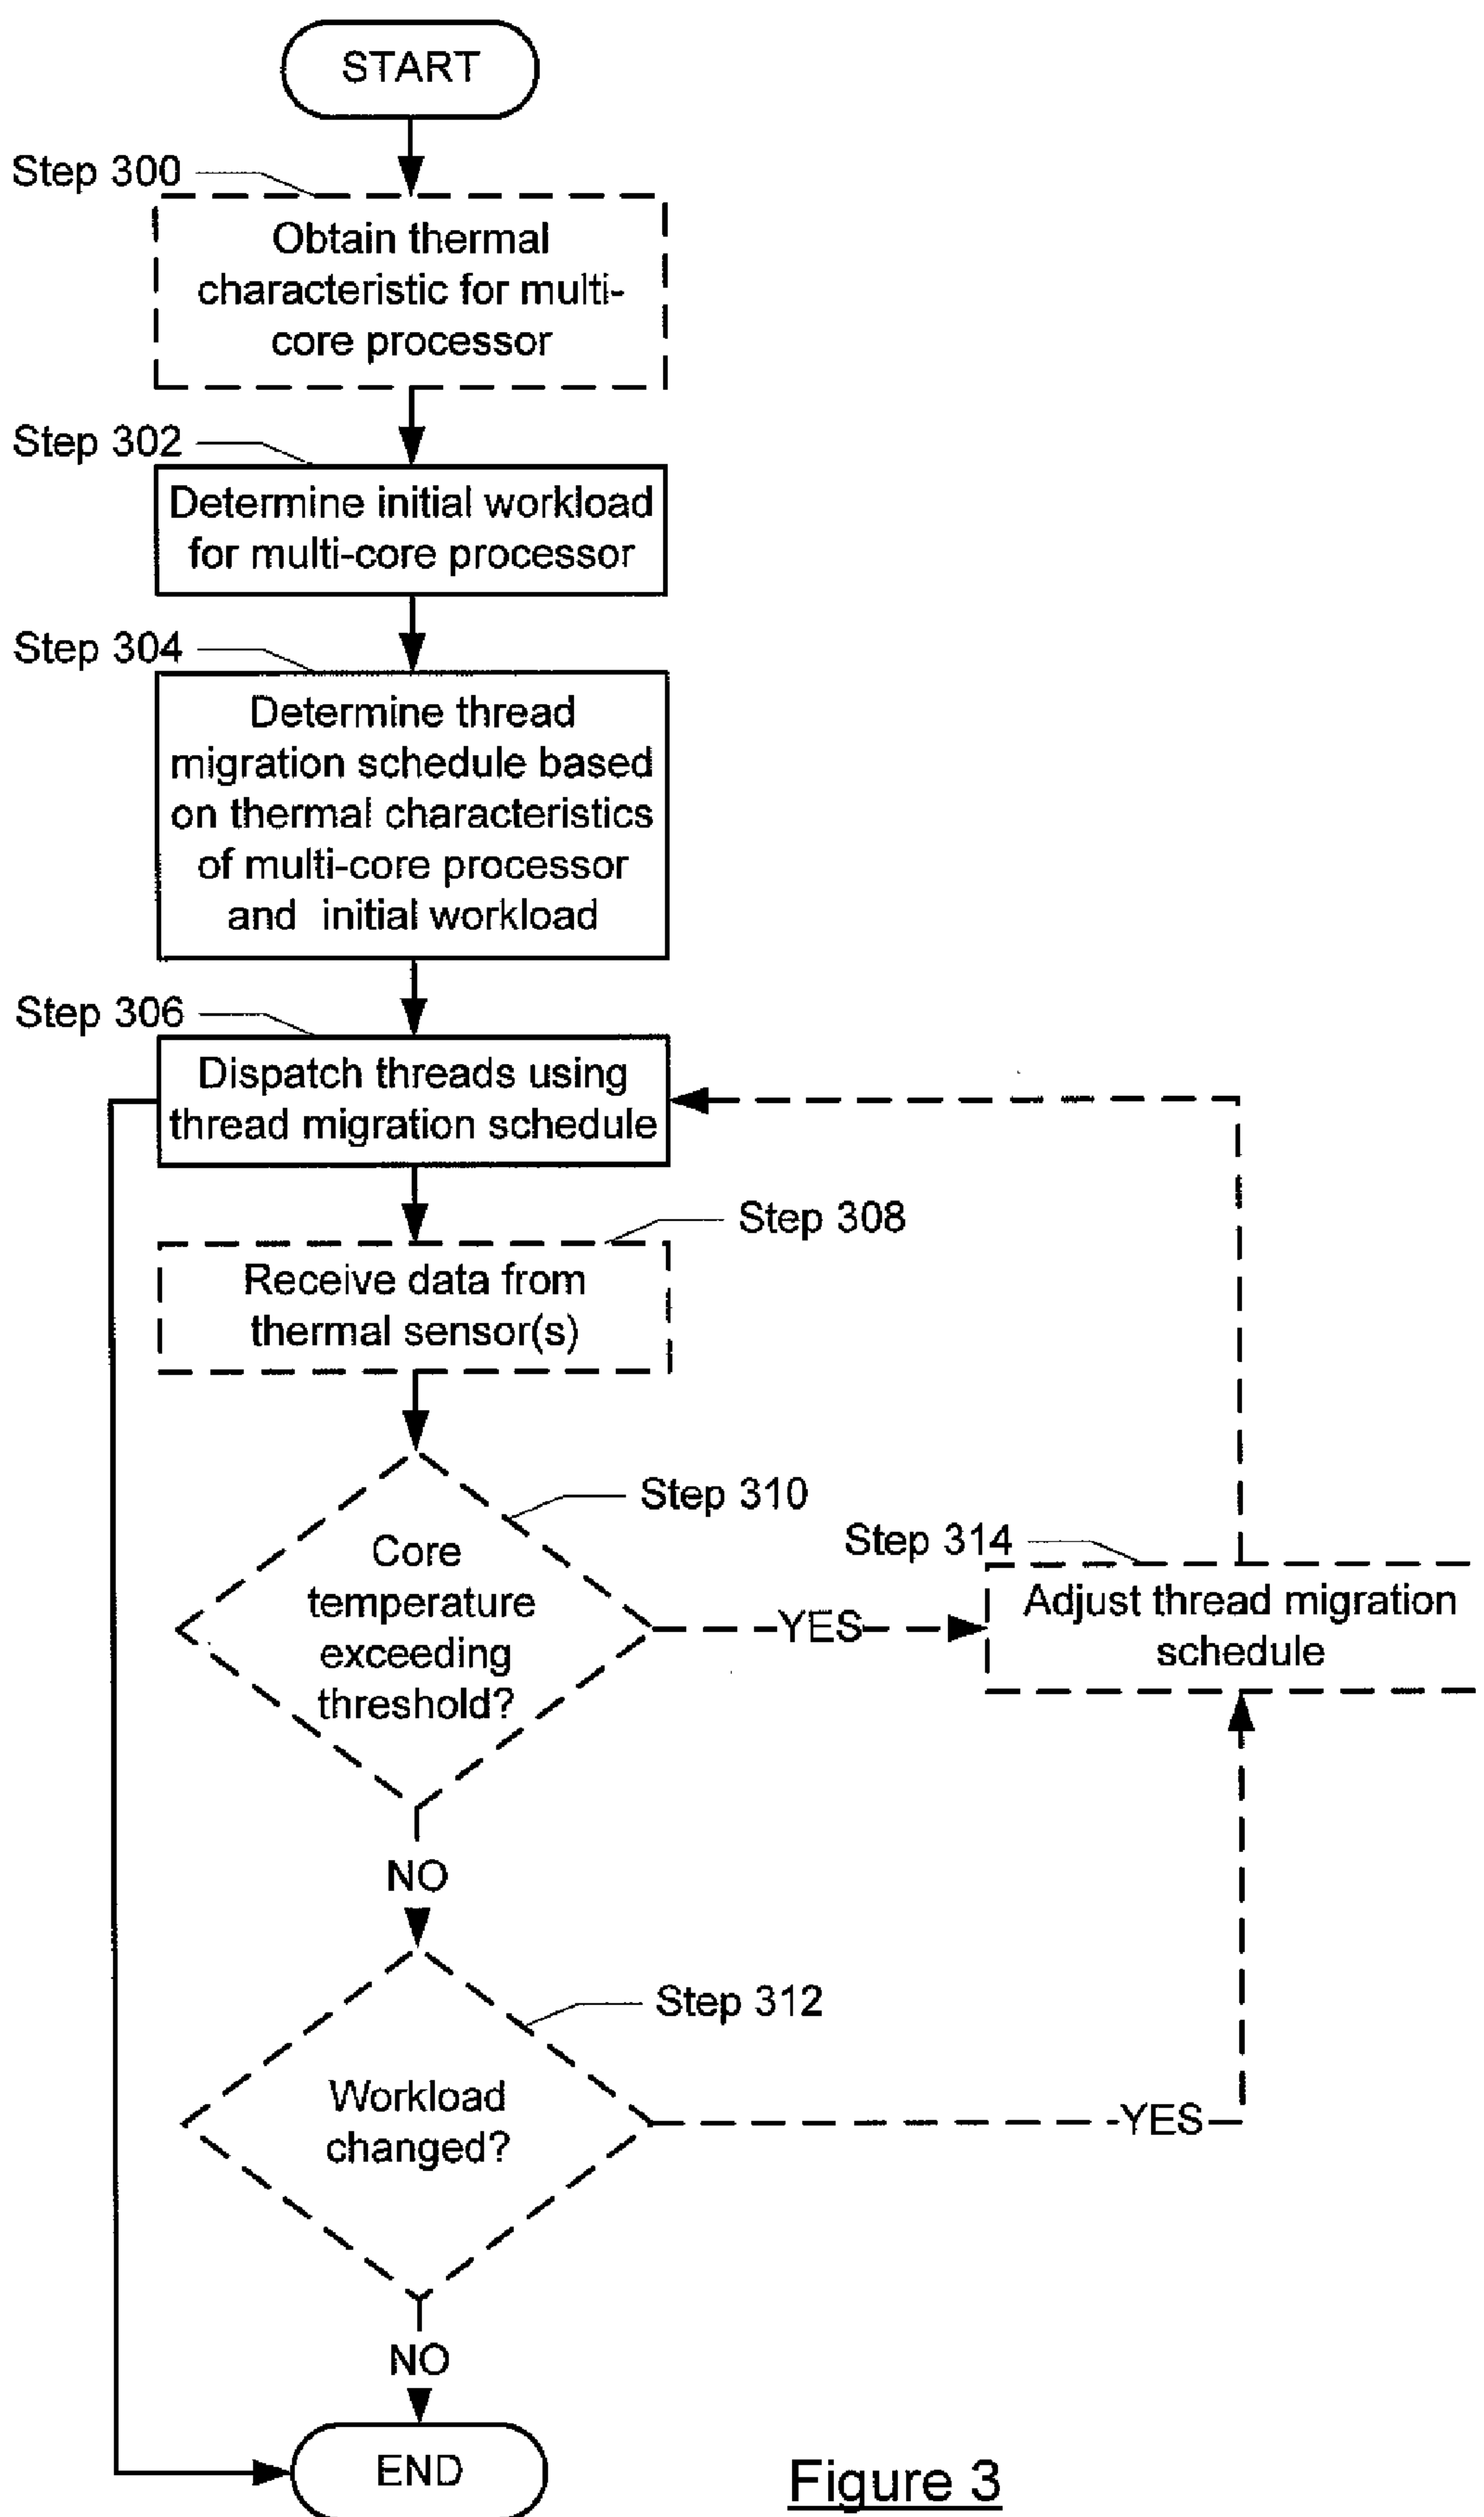 START
Step 300
Obtain thermal
characteristic for multi-
core processor
Step 302
Determine initial workload
for multi-core processor
Step 304
Determine thread
migration schedule based
on thermal characteristics
of multi-core processor
and initial workload
Step 306
Dispatch threads using
thread migration schedule
Step 308
Receive data from
thermal sensor(s)
Step 310
Core
temperature
exceeding
threshold?
YES
Step 314
Adjust thread migration
schedule
NO
Step 312
Workload
changed?
YES
NO
END
Figure 3